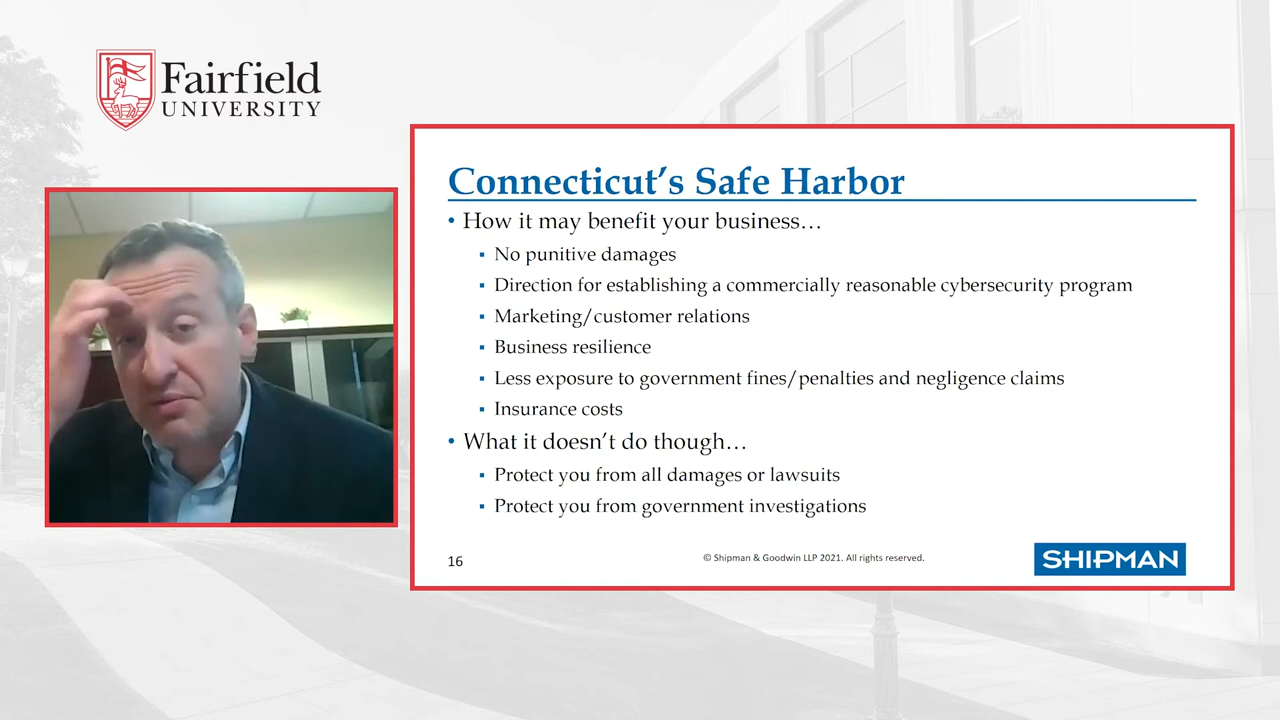 Fairfield
UNIVERSITY
Connecticut’s Safe Harbor
• How it may benefit your business…
▪ No punitive damages
▪ Direction for establishing a commercially reasonable cybersecurity program
▪ Marketing/customer relations
▪ Business resilience
▪ Less exposure to government fines/penalties and negligence claims
▪ Insurance costs
• What it doesn’t do though…
▪ Protect you from all damages or lawsuits
▪ Protect you from government investigations
16
© Shipman & Goodwin LLP 2021. All rights reserved.
SHIPMAN